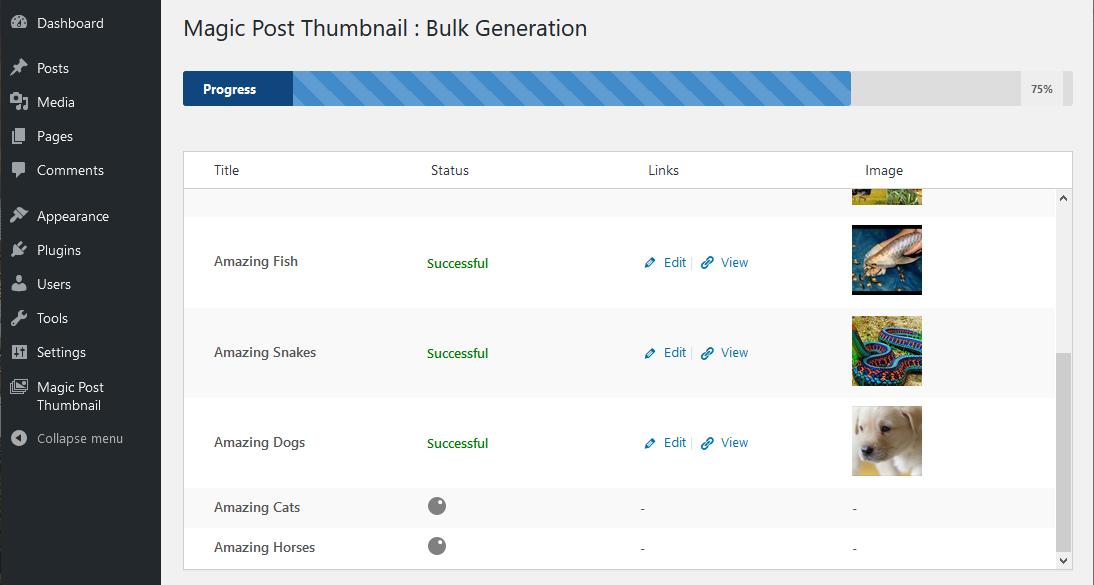 Dashboard
Posts
Media
Pages
Comments
Appearance
Plugins
Users
Tools
Settings
Magic Post
Thumbnail
Collapse menu
Magic Post Thumbnail : Bulk Generation
Progress 75%
Title Status Links Image
Amazing Fish Successful Edit | View
Amazing Snakes Successful Edit | View
Amazing Dogs Successful Edit | View
Amazing Cats - -
Amazing Horses - -